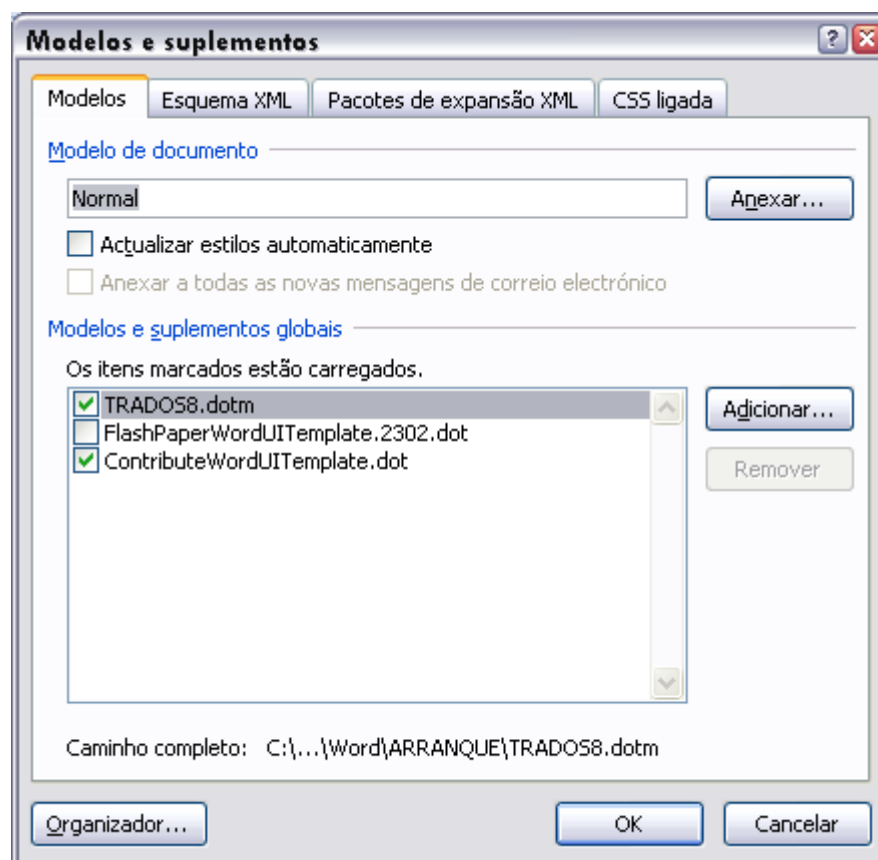 Modelos e suplementos
Modelos
Esquema XML
Pacotes de expansão XML
CSS ligada
Modelo de documento
Normal
Anexar...
Actualizar estilos automaticamente
Anexar a todas as novas mensagens de correio electrónico
Modelos e suplementos globais
Os itens marcados estão carregados.
TRADOS8.dotm
FlashPaperWordUITemplate.2302.dot
ContributeWordUITemplate.dot
Adicionar...
Remover
Caminho completo: C:\...\Word\ARRANQUE\TRADOS8.dotm
Organizador...
OK
Cancelar